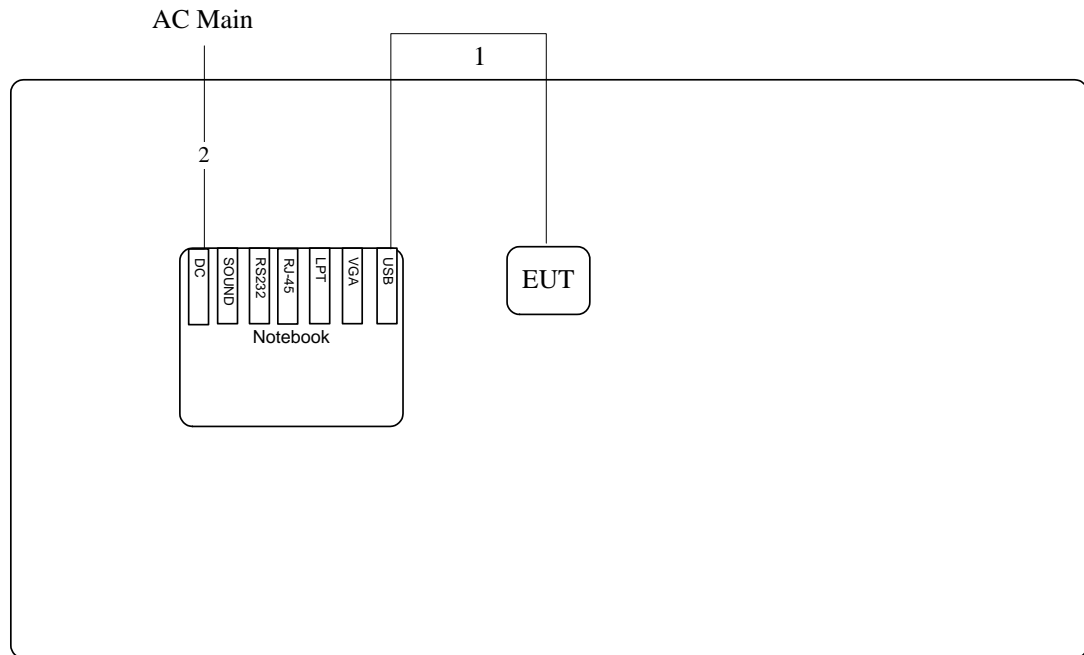 AC Main
1
2
DC
SOUND
RS232
RJ-45
LPT
VGA
USB
Notebook
EUT